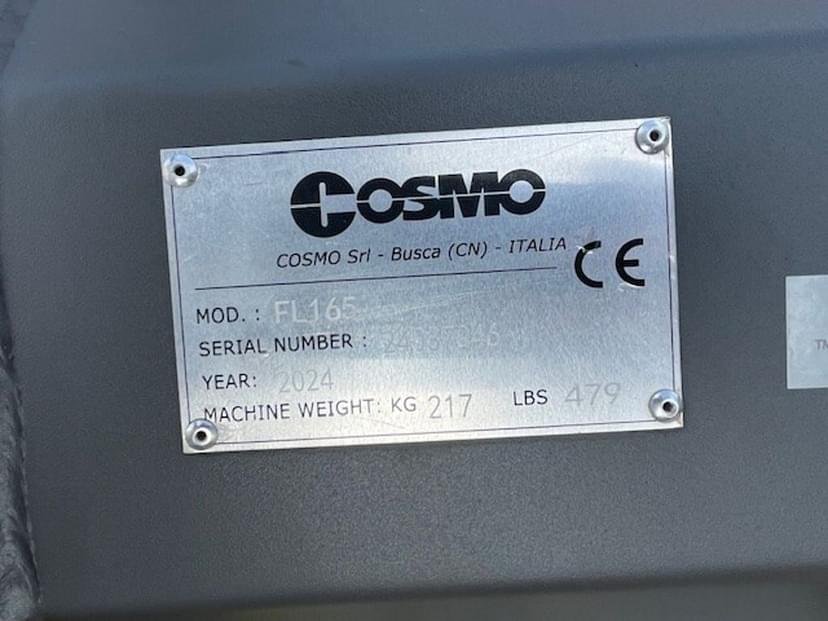 COSMO
COSMO Srl - Busca (CN) - ITALIA
CE
MOD. : FL165
SERIAL NUMBER :
YEAR: 2024
MACHINE WEIGHT: KG 217 LBS 479
TM